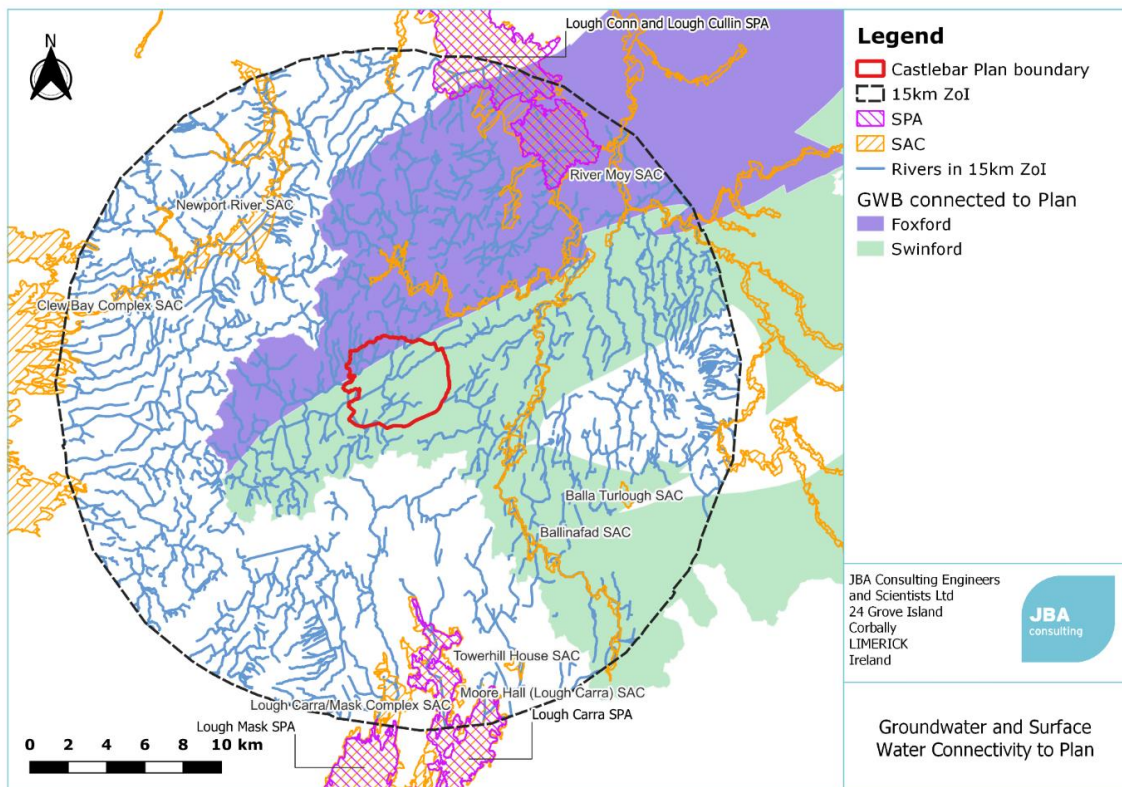 N
Lough Conn and Lough Cullin SPA
River Moy SAC
Newport River SAC
Clew Bay Complex SAC
Balla Turlough SAC
Ballinafad SAC
Towerhill House SAC
Moore Hall (Lough Carra) SAC
Lough Carra/Mask Complex SAC
Lough Carra SPA
Lough Mask SPA
0 2 4 6 8 10 km
Legend
Castlebar Plan boundary
15km ZoI
SPA
SAC
Rivers in 15km ZoI
GWB connected to Plan
Foxford
Swinford
JBA Consulting Engineers
and Scientists Ltd
24 Grove Island
Corbally
LIMERICK
Ireland
JBA
consulting
Groundwater and Surface
Water Connectivity to Plan